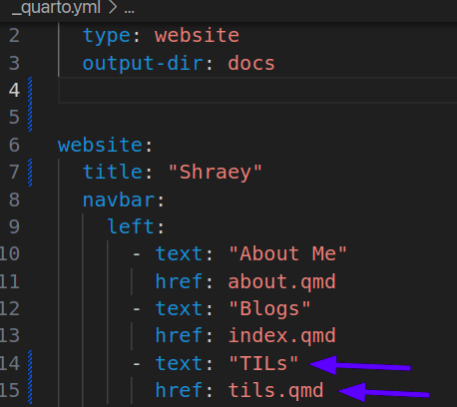 _quarto.yml > ...
2 type: website
3 output-dir: docs
4
5
6 website:
7 title: "Shraey"
8 navbar:
9 left:
10 - text: "About Me"
11 href: about.qmd
12 - text: "Blogs"
13 href: index.qmd
14 - text: "TILs"
15 href: tils.qmd